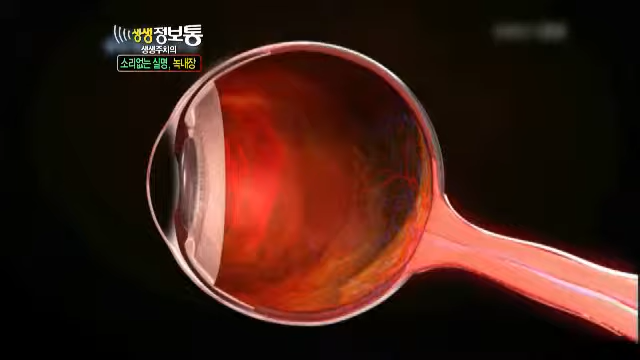 생생 정보통
생생주치의
소리없는 실명, 녹내장